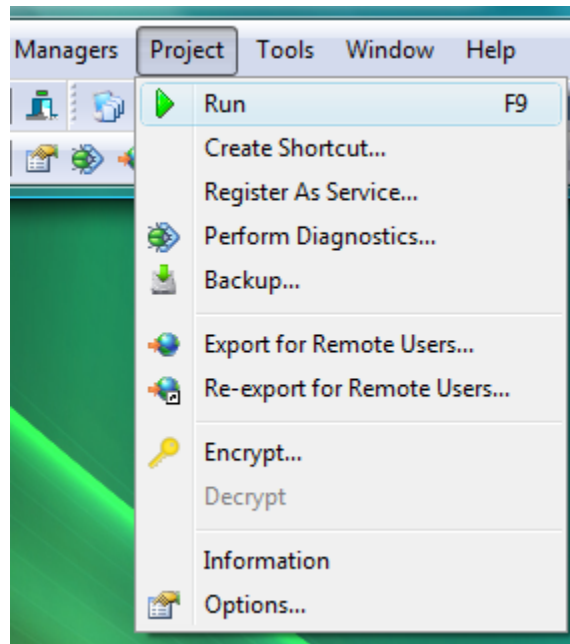 Managers Project Tools Window Help
Run F9
Create Shortcut...
Register As Service...
Perform Diagnostics...
Backup...
Export for Remote Users...
Re-export for Remote Users...
Encrypt...
Decrypt
Information
Options...